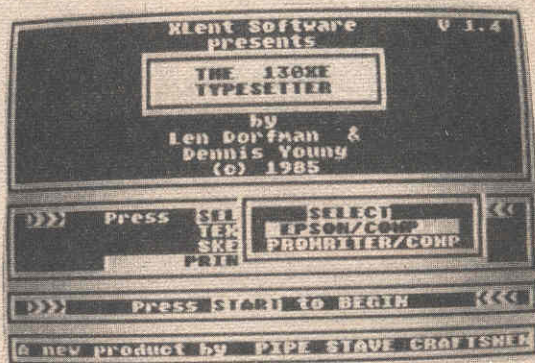 XLent Software V 1.4
presents
THE 130XE
TYPESETTER
by
Len Dorfman &
Dennis Young
(c) 1985
>>> Press SEL SELECT <<
TEX EPSON/COMP
SKE PROWRITER/COMP
PRIN
>>> Press START to BEGIN <<<
A new product by PIPE STAVE CRAFTSMEN